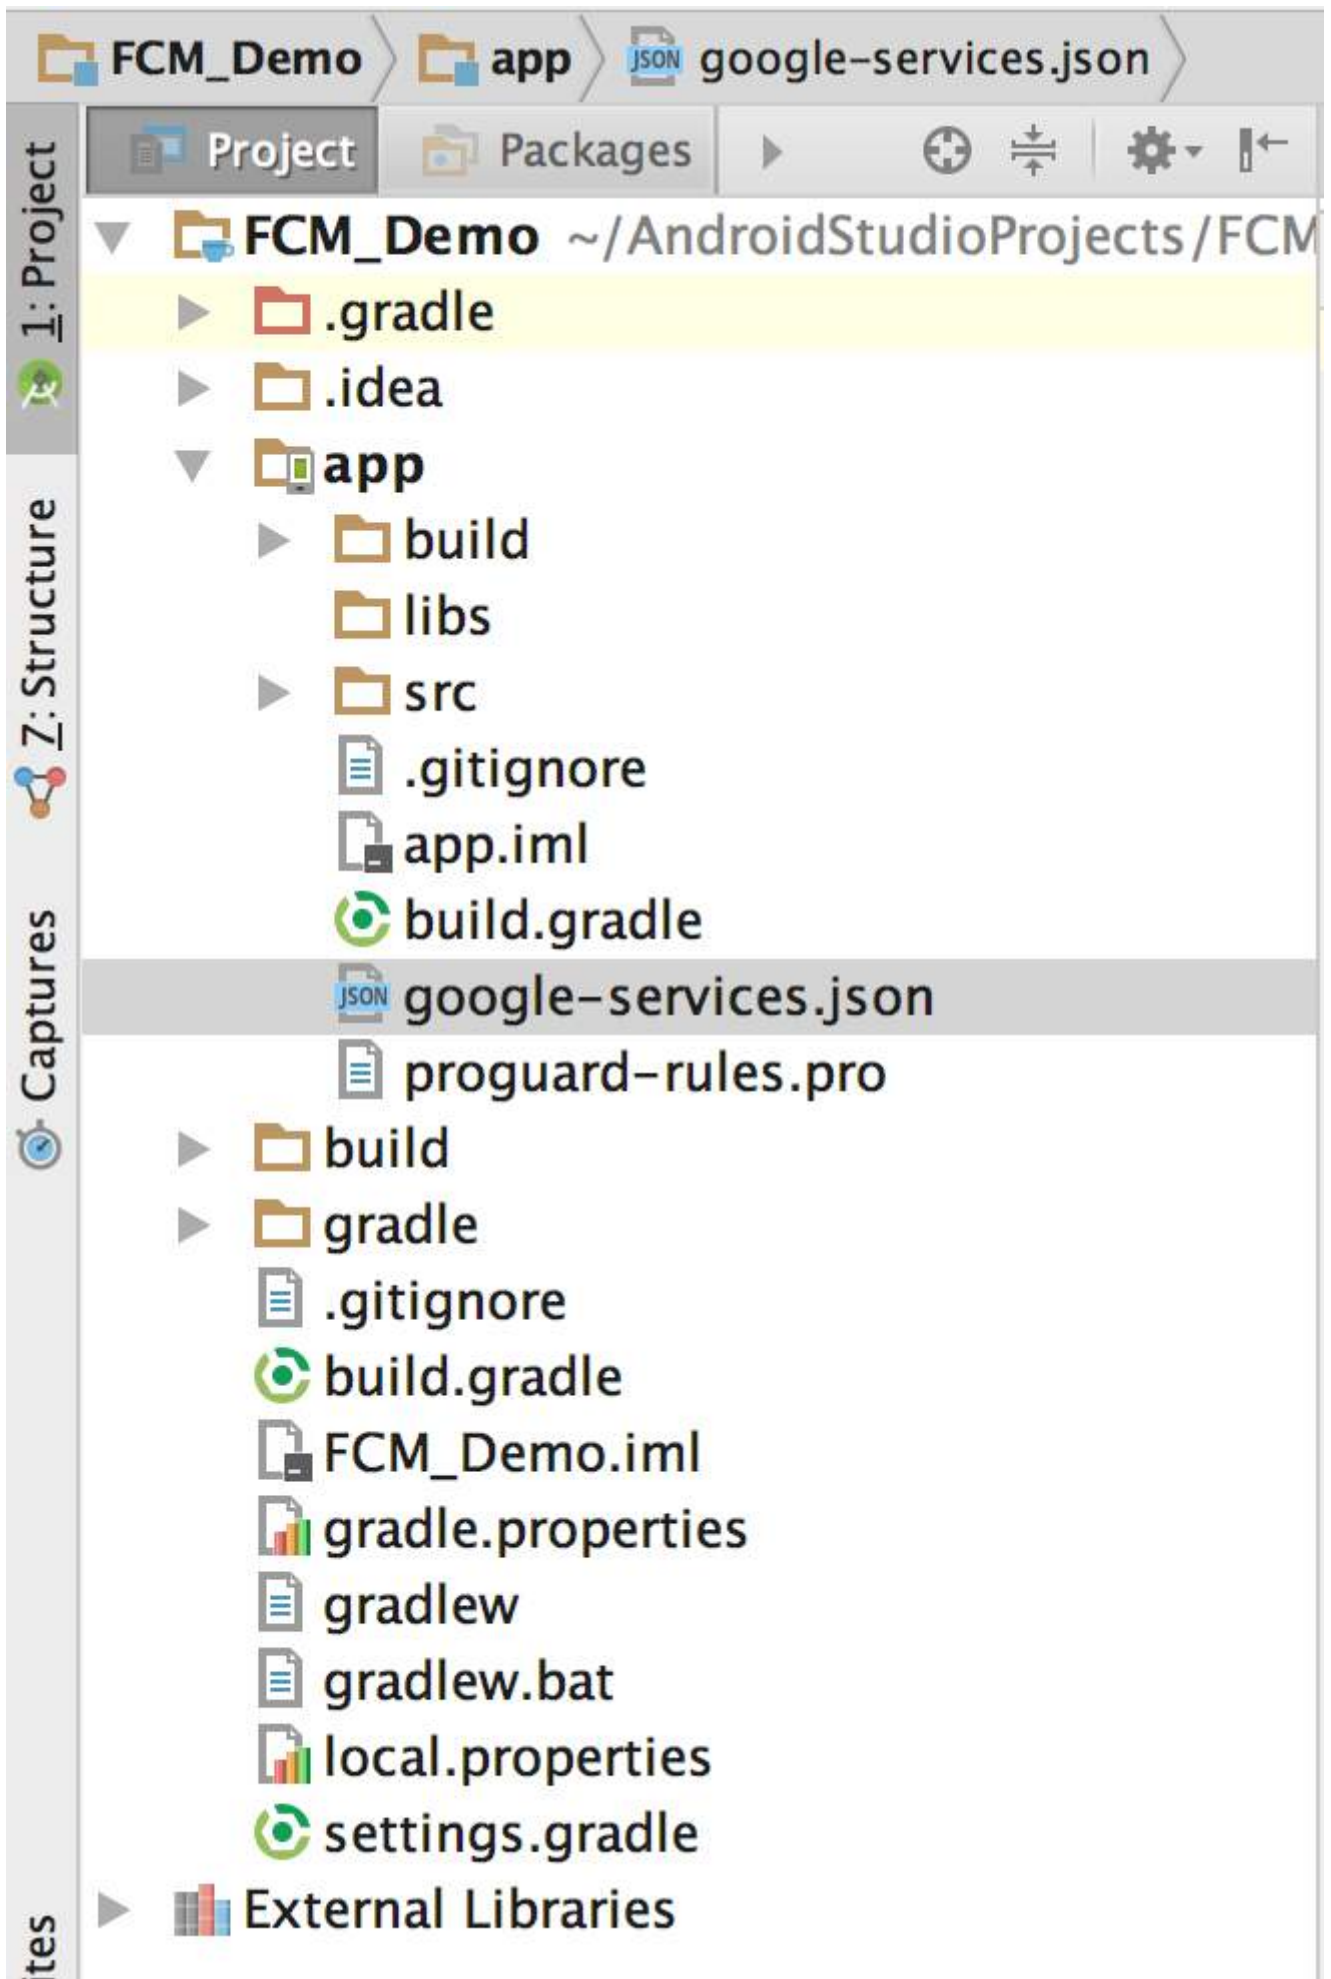 FCM_Demo app JSON google-services.json
Project Packages
1: Project
7: Structure
Captures
FCM_Demo ~/AndroidStudioProjects/FCM
.gradle
.idea
app
build
libs
src
.gitignore
app.iml
build.gradle
JSON google-services.json
proguard-rules.pro
build
gradle
.gitignore
build.gradle
FCM_Demo.iml
gradle.properties
gradlew
gradlew.bat
local.properties
settings.gradle
External Libraries